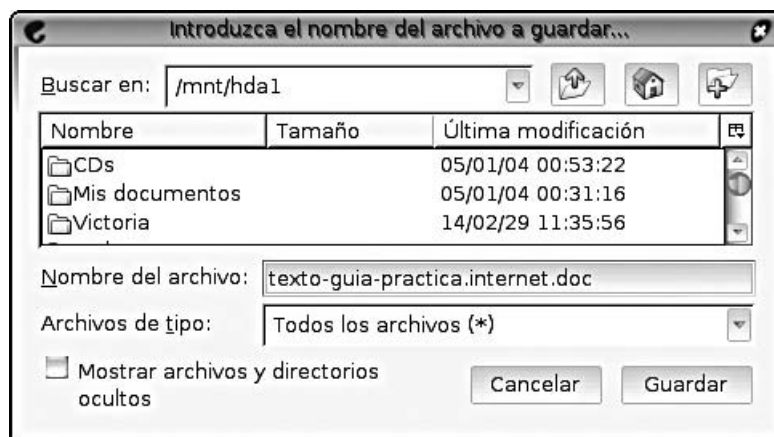 Introduzca el nombre del archivo a guardar...
Buscar en: /mnt/hda1
Nombre Tamaño Última modificación
CDs 05/01/04 00:53:22
Mis documentos 05/01/04 00:31:16
Victoria 14/02/29 11:35:56
Nombre del archivo: texto-guia-practica.internet.doc
Archivos de tipo: Todos los archivos (*)
Mostrar archivos y directorios
ocultos
Cancelar Guardar